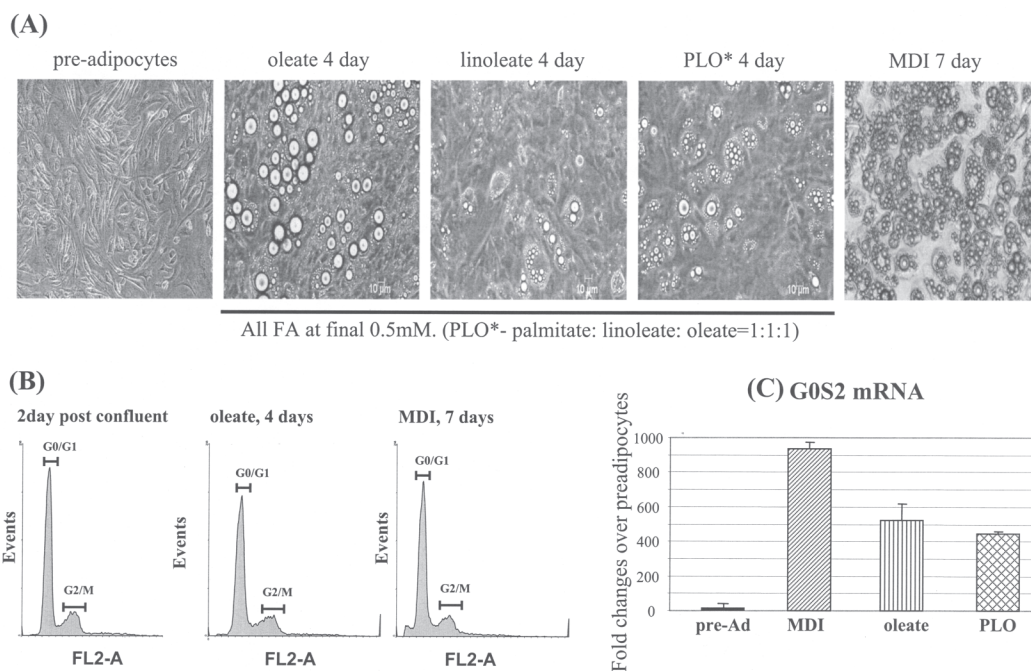 (A)
pre-adipocytes oleate 4 day linoleate 4 day PLO* 4 day MDI 7 day
10 μm 10 μm 10 μm
All FA at final 0.5mM. (PLO*- palmitate: linoleate: oleate=1:1:1)
(B)
2day post confluent oleate, 4 days MDI, 7 days
G0/G1 G0/G1 G0/G1
G2/M G2/M G2/M
Events Events Events
FL2-A FL2-A FL2-A
(C) G0S2 mRNA
Fold changes over preadipocytes
1000
800
600
400
200
0
pre-Ad MDI oleate PLO